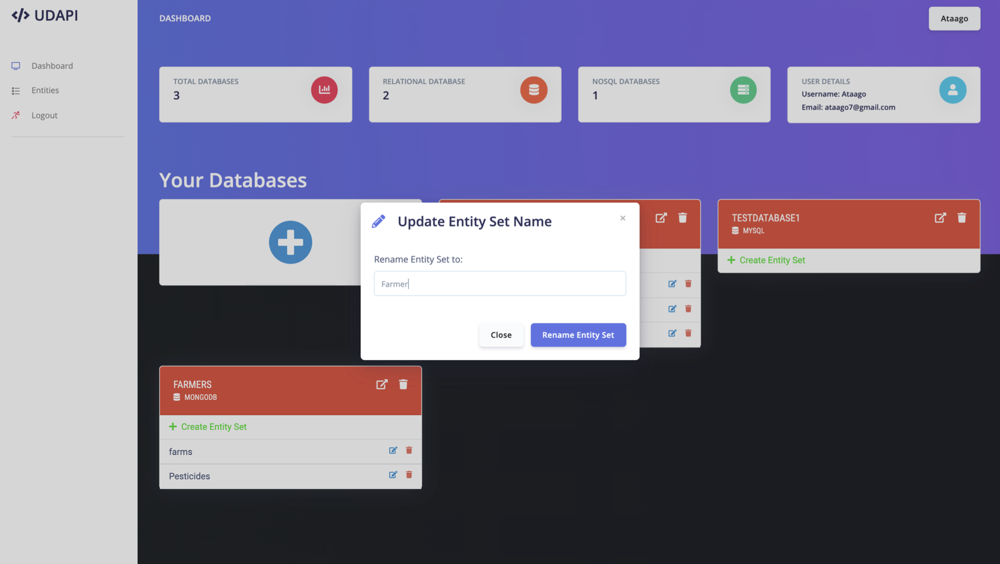 UDAPI
Dashboard
Entities
Logout
DASHBOARD
Ataago
TOTAL DATABASES
3
RELATIONAL DATABASE
2
NOSQL DATABASES
1
USER DETAILS
Username: Ataago
Email: ataago7@gmail.com
Your Databases
Update Entity Set Name
×
Rename Entity Set to:
Farmer
Close
Rename Entity Set
TESTDATABASE1
MYSQL
Create Entity Set
FARMERS
MONGODB
Create Entity Set
farms
Pesticides